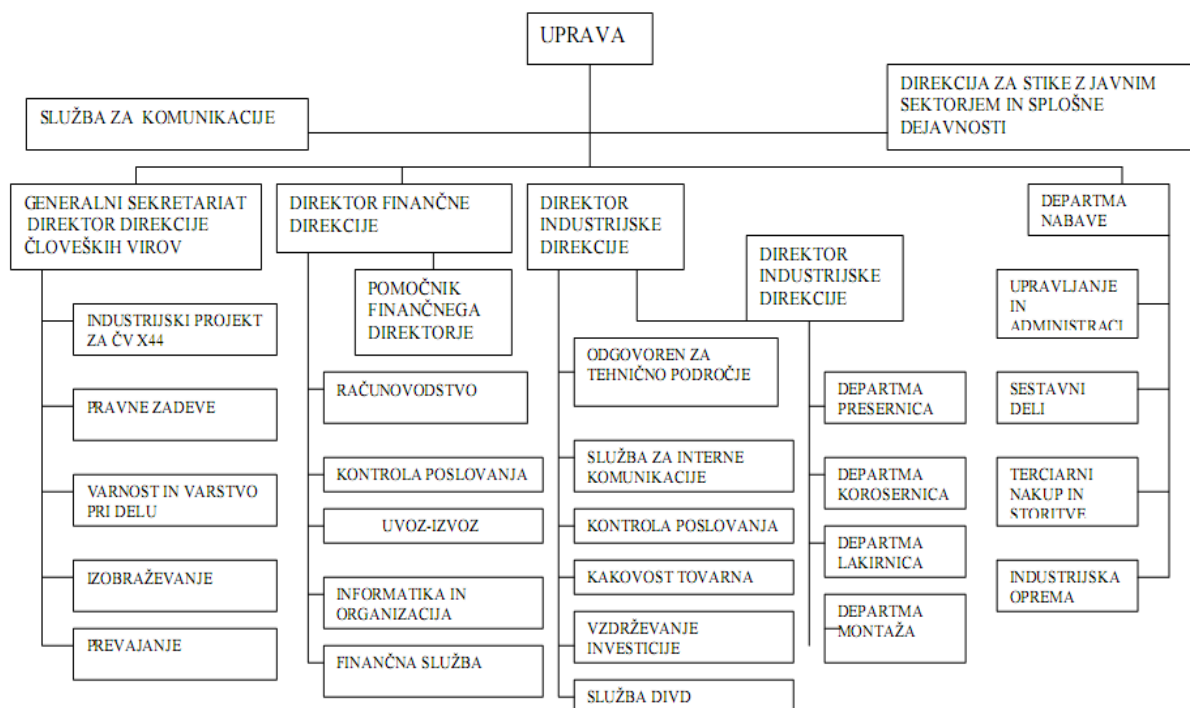 UPRAVA
SLUŽBA ZA KOMUNIKACIJE
DIREKCIJA ZA STIKE Z JAVNIM
SEKTORJEM IN SPLOŠNE
DEJAVNOSTI
GENERALNI SEKRETARIAT
DIREKTOR DIREKCIJE
ČLOVEŠKIH VIROV
INDUSTRIJSKI PROJEKT
ZA ČV X44
PRAVNE ZADEVE
VARNOST IN VARSTVO
PRI DELU
IZOBRAŽEVANJE
PREVAJANJE
DIREKTOR FINANČNE
DIREKCIJE
POMOČNIK
FINANČNEGA
DIREKTORJE
RAČUNOVODSTVO
KONTROLA POSLOVANJA
UVOZ-IZVOZ
INFORMATIKA IN
ORGANIZACIJA
FINANČNA SLUŽBA
DIREKTOR
INDUSTRIJSKE
DIREKCIJE
ODGOVOREN ZA
TEHNIČNO PODROČJE
SLUŽBA ZA INTERNE
KOMUNIKACIJE
KONTROLA POSLOVANJA
KAKOVOST TOVARNA
VZDRŽEVANJE
INVESTICIJE
SLUŽBA DIVD
DIREKTOR
INDUSTRIJSKE
DIREKCIJE
DEPARTMA
PRESERNICA
DEPARTMA
KOROSERNICA
DEPARTMA
LAKIRNICA
DEPARTMA
MONTAŽA
DEPARTMA
NABAVE
UPRAVLJANJE
IN
ADMINISTRACI
SESTAVNI
DELI
TERCIARNI
NAKUP IN
STORITVE
INDUSTRIJSKA
OPREMA